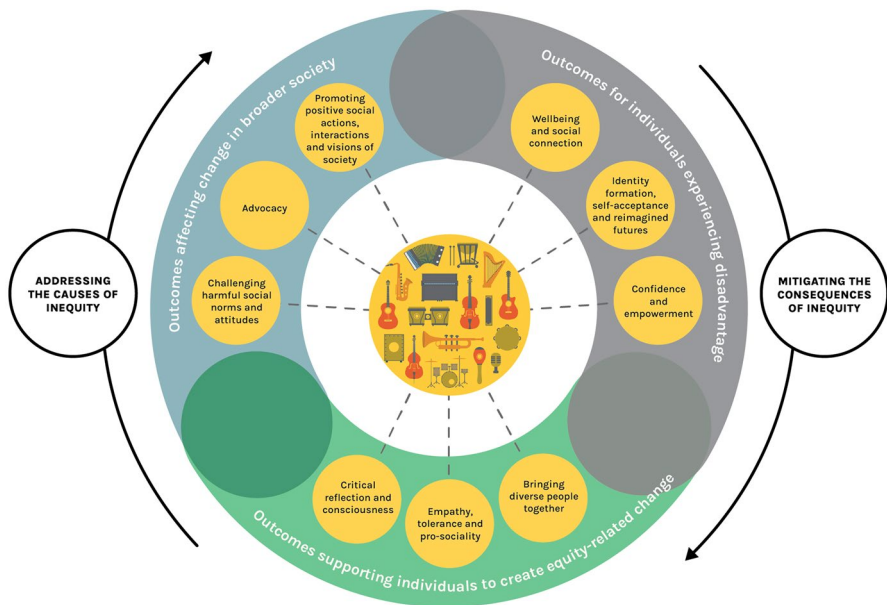 Outcomes affecting change in broader society
Outcomes for individuals experiencing disadvantage
Promoting
positive social
actions,
interactions
and visions of
society
Wellbeing
and social
connection
Advocacy
Identity
formation,
self-acceptance
and reimagined
futures
ADDRESSING
THE CAUSES OF
INEQUITY
Challenging
harmful social
norms and
attitudes
Confidence
and
empowerment
MITIGATING THE
CONSEQUENCES
OF INEQUITY
Critical
reflection and
consciousness
Empathy,
tolerance and
pro-sociality
Bringing
diverse people
together
Outcomes supporting individuals to create equity-related change